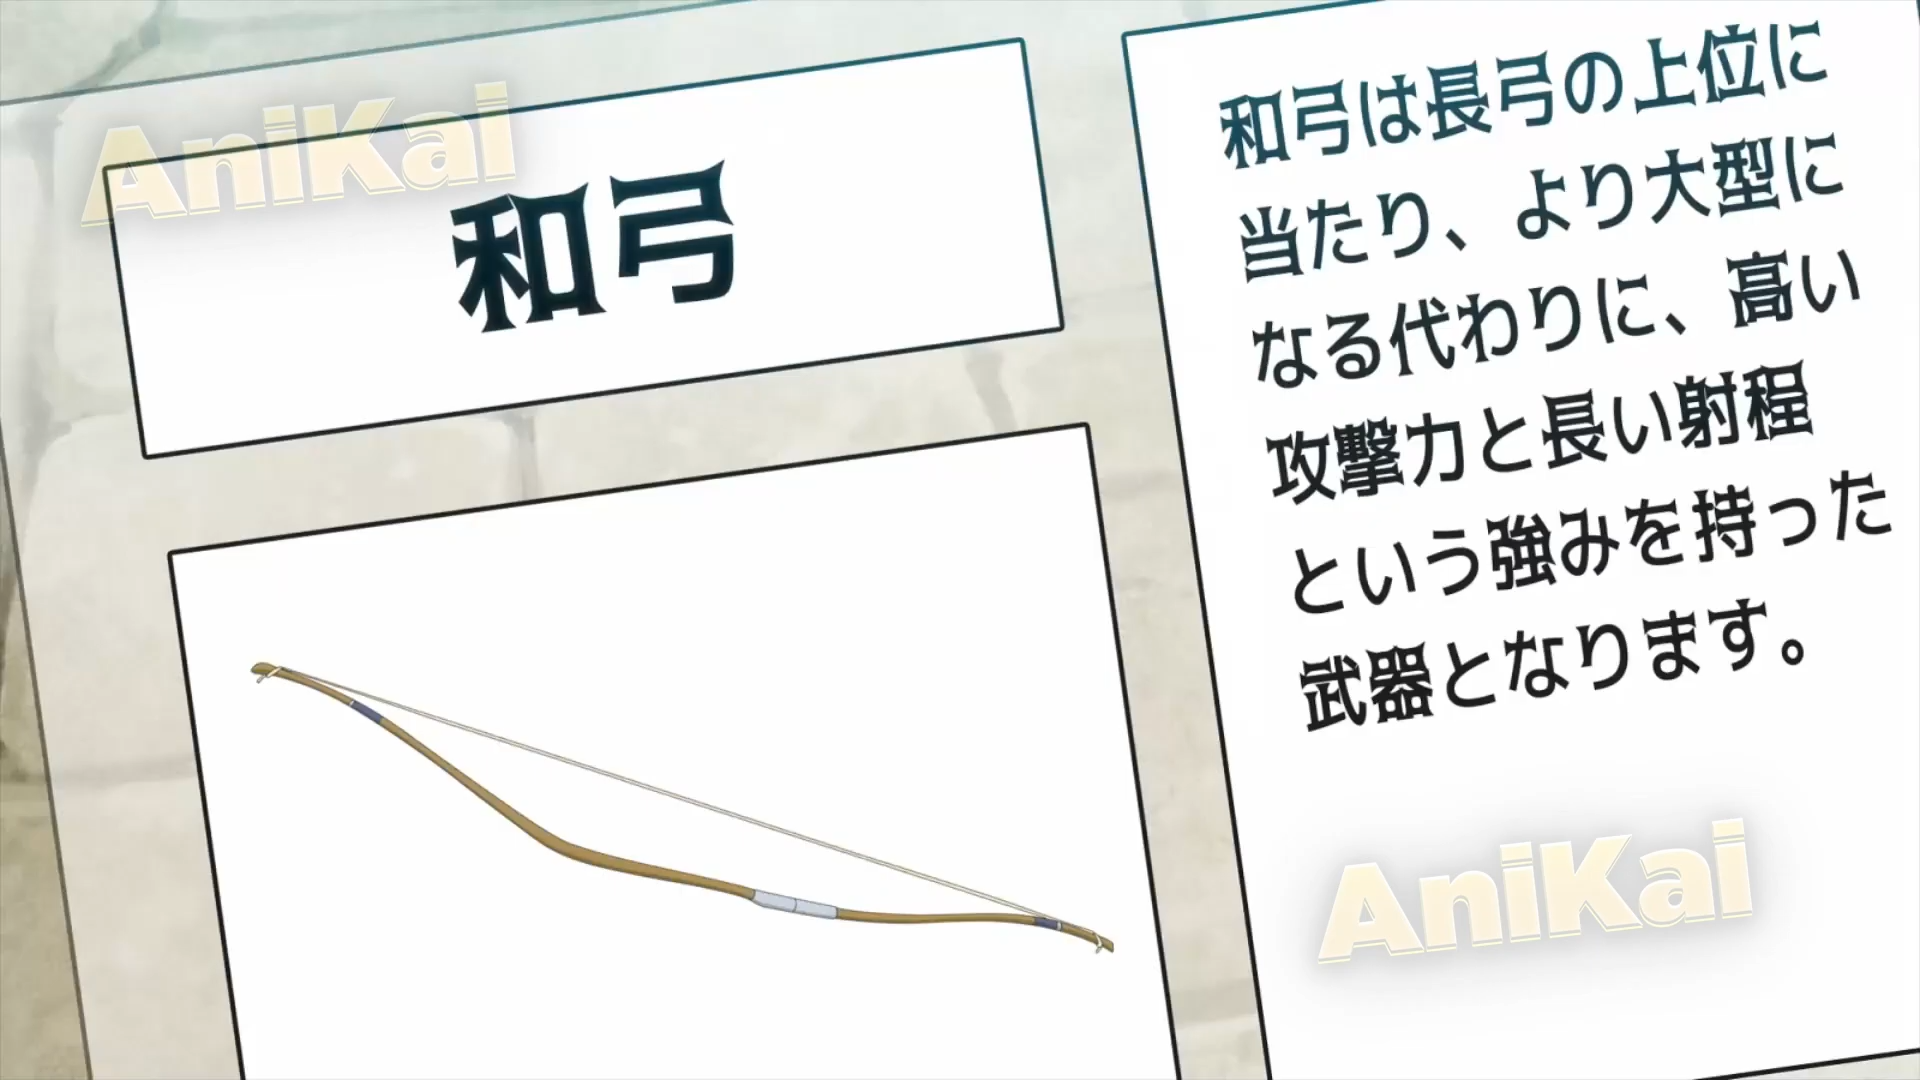 AniKai
和弓
和弓は長弓の上位に
当たり、より大型に
なる代わりに、高い
攻撃力と長い射程
という強みを持った
武器となります。
AniKai